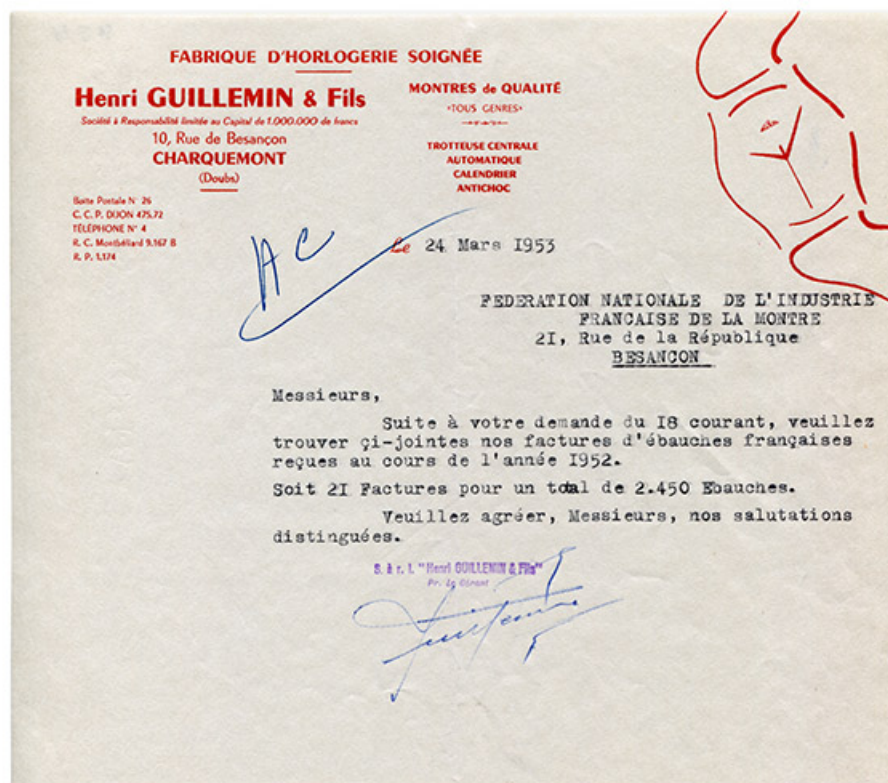 FABRIQUE D'HORLOGERIE SOIGNÉE
Henri GUILLEMIN & Fils
Société à Responsabilité limitée au Capital de 1.000.000 de francs
10, Rue de Besançon
CHARQUEMONT
(Doubs)
MONTRES de QUALITÉ
«TOUS GENRES»
TROTTEUSE CENTRALE
AUTOMATIQUE
CALENDRIER
ANTICHOC
Boite Postale N° 26
C. C. P. DIJON 475.72
TÉLÉPHONE N° 4
R. C. Montbéliard 9.167 B
R. P. 1.174
AC
Le 24 Mars I953
FEDERATION NATIONALE DE L'INDUSTRIE
FRANCAISE DE LA MONTRE
2I, Rue de la République
BESANCON
Messieurs,
Suite à votre demande du I8 courant, veuillez
trouver çi-jointes nos factures d'ébauches françaises
reçues au cours de l'année I952.
Soit 2I Factures pour un total de 2.450 Ebauches.
Veuillez agréer, Messieurs, nos salutations
distinguées.
S. à r. l. "Henri GUILLEMIN & Fils"
Pr. le Gérant